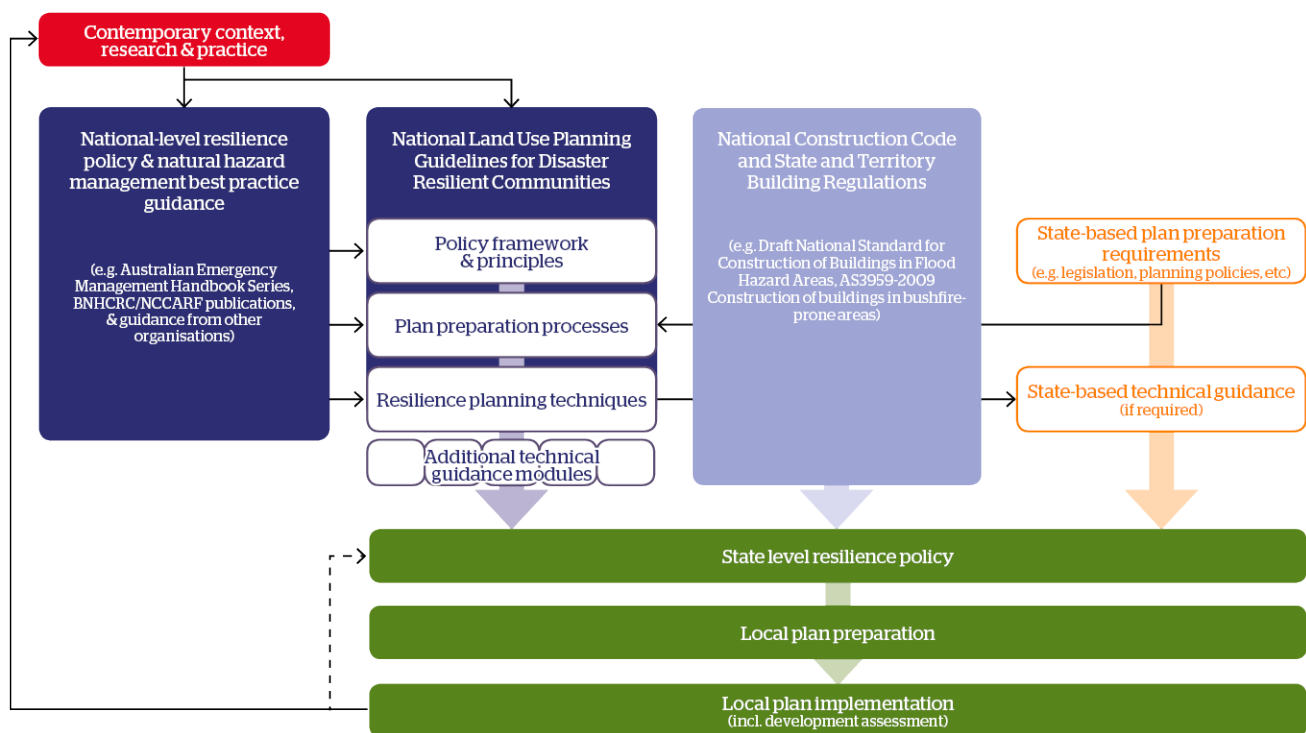 Contemporary context,
research & practice
National-level resilience
policy & natural hazard
management best practice
guidance
(e.g. Australian Emergency
Management Handbook Series,
BNHCRC/NCCARF publications,
& guidance from other
organisations)
National Land Use Planning
Guidelines for Disaster
Resilient Communities
Policy framework
& principles
Plan preparation processes
Resilience planning techniques
Additional technical
guidance modules
National Construction Code
and State and Territory
Building Regulations
(e.g. Draft National Standard for
Construction of Buildings in Flood
Hazard Areas, AS3959-2009
Construction of buildings in bushfire-
prone areas)
State-based plan preparation
requirements
(e.g. legislation, planning policies, etc)
State-based technical guidance
(if required)
State level resilience policy
Local plan preparation
Local plan implementation
(incl. development assessment)